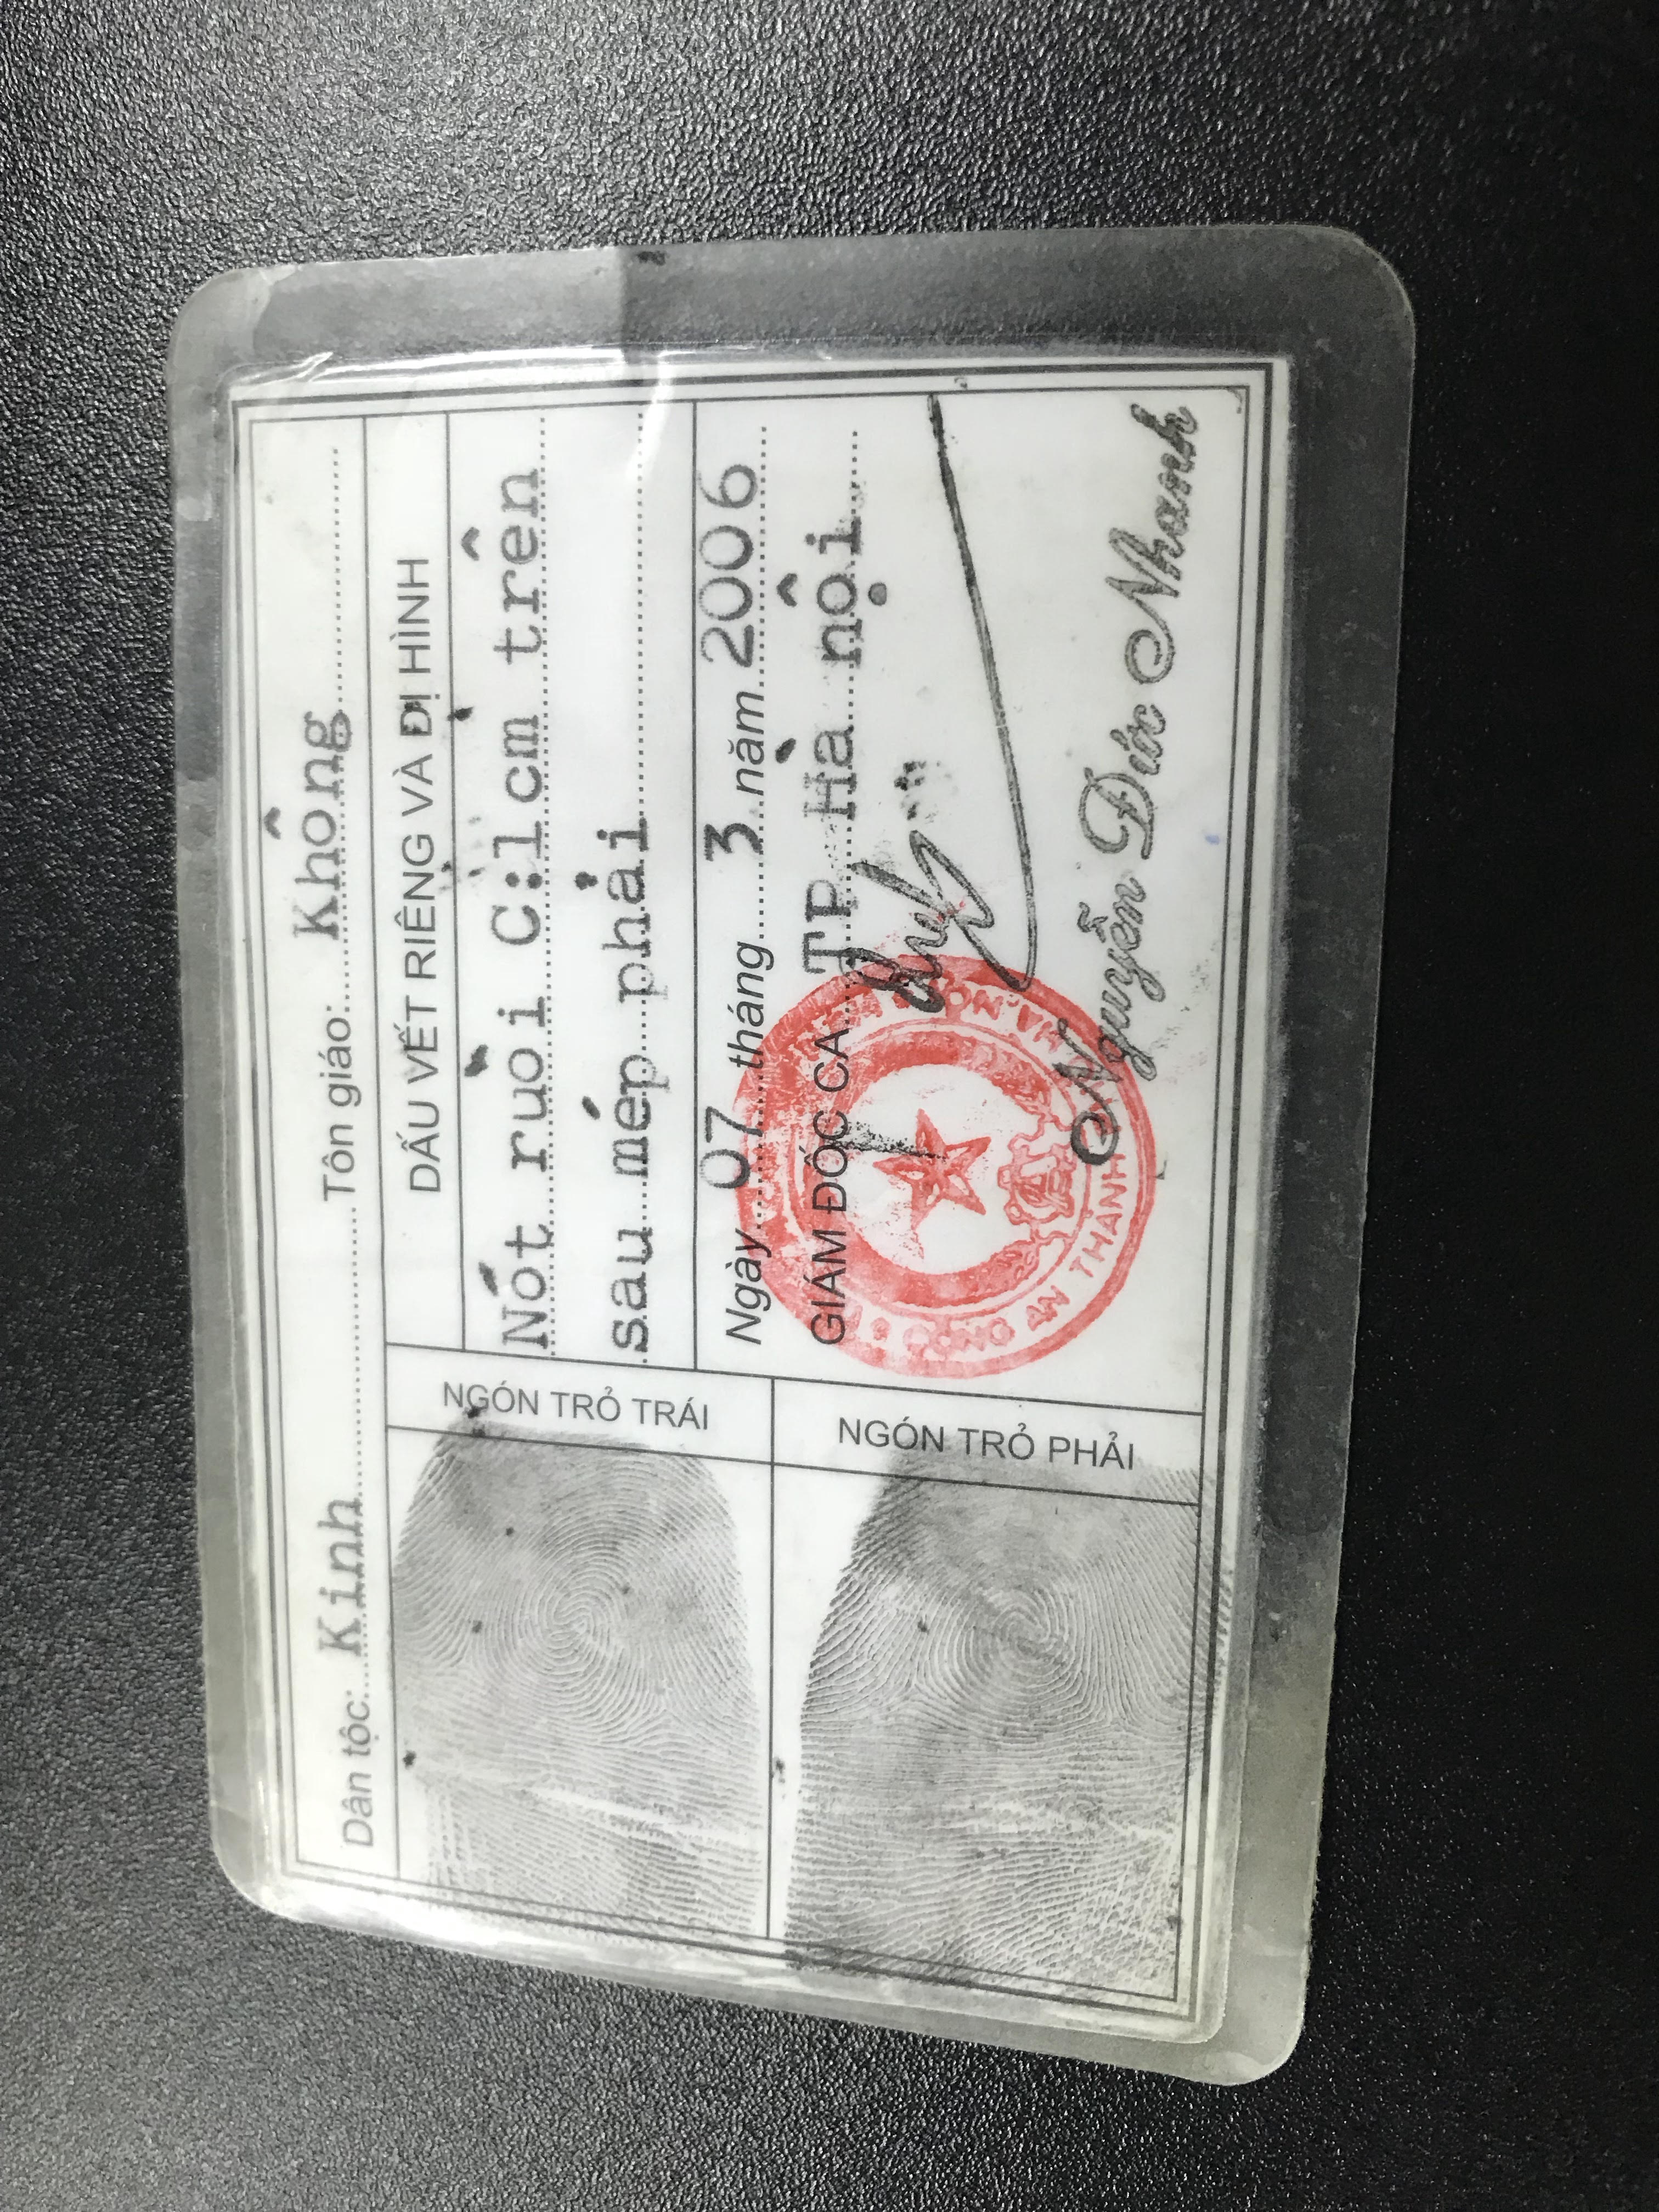 Dân tộc: Kinh Tôn giáo: Không
DẤU VẾT RIÊNG VÀ DỊ HÌNH
Nốt ruồi C:1cm trên
sau mép phải
Ngày 07 tháng 3 năm 2006
GIÁM ĐỐC CA TP Hà nội
CÔNG AN THÀNH
Nguyễn Đức Nhanh
NGÓN TRỎ TRÁI
NGÓN TRỎ PHẢI